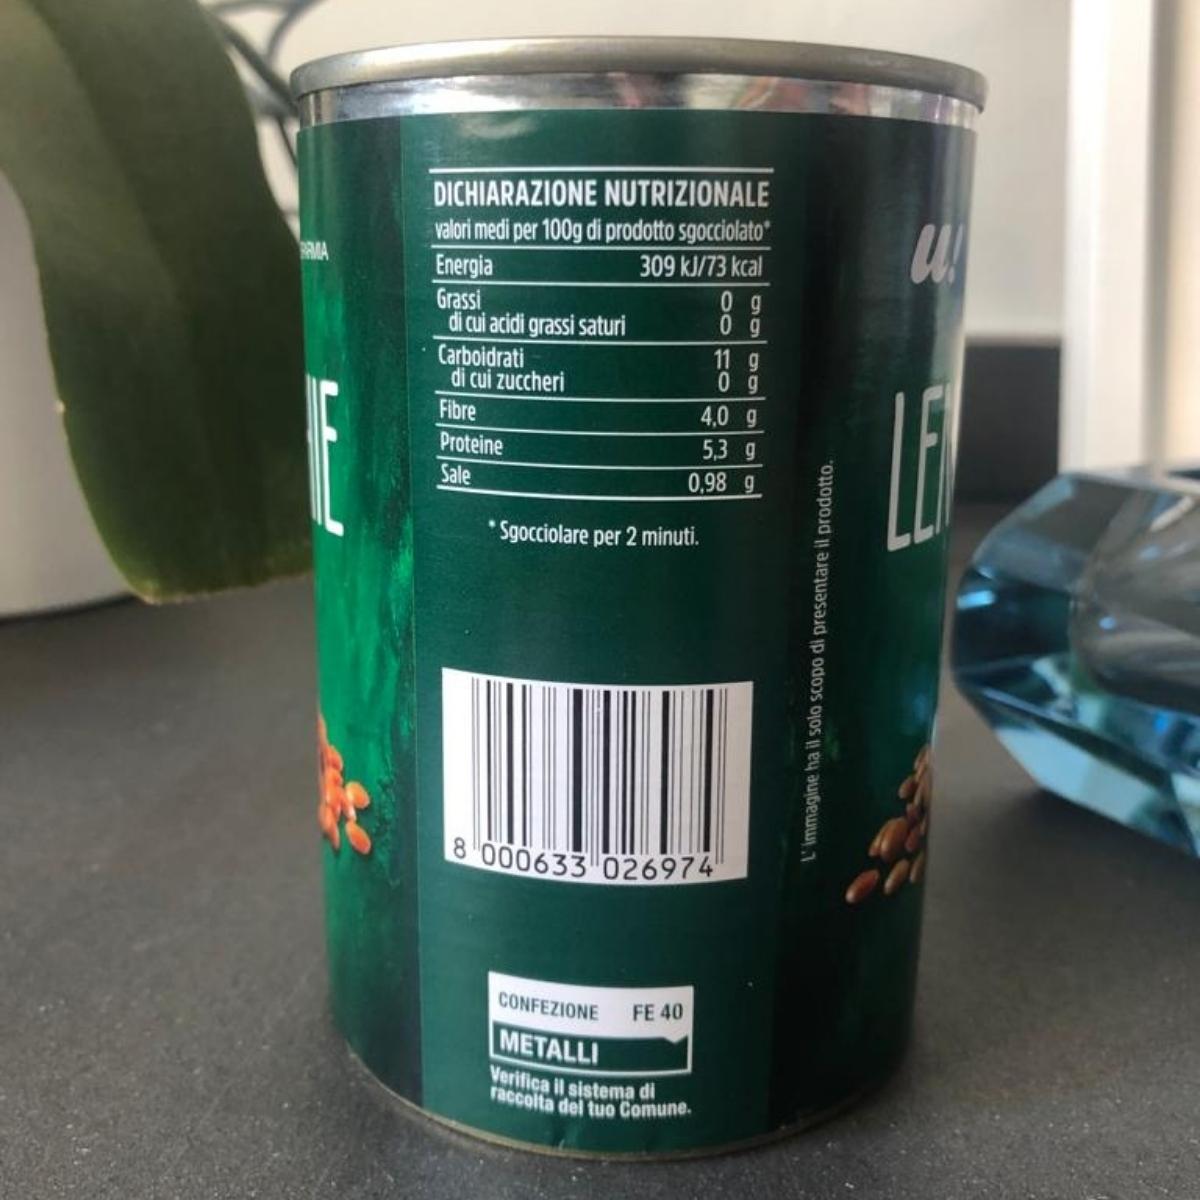 DICHIARAZIONE NUTRIZIONALE
valori medi per 100g di prodotto sgocciolato*
Energia 309 kJ/73 kcal
Grassi 0 g
di cui acidi grassi saturi 0 g
Carboidrati 11 g
di cui zuccheri 0 g
Fibre 4,0 g
Proteine 5,3 g
Sale 0,98 g
* Sgocciolare per 2 minuti.
8 000633 026974
CONFEZIONE FE 40
METALLI
Verifica il sistema di
raccolta del tuo Comune.
L'immagine ha il solo scopo di presentare il prodotto.
u!